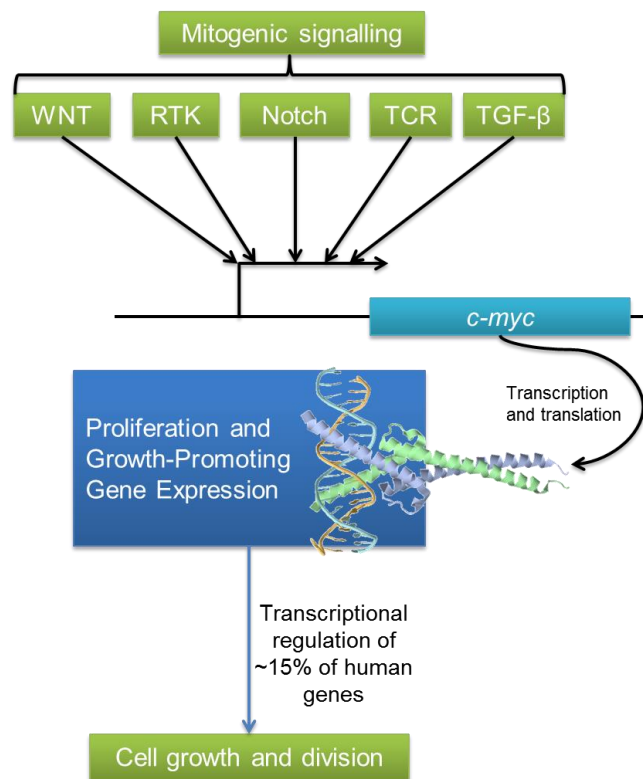 Mitogenic signalling
WNT
RTK
Notch
TCR
TGF-β
c-myc
Transcription
and translation
Proliferation and
Growth-Promoting
Gene Expression
Transcriptional
regulation of
~15% of human
genes
Cell growth and division